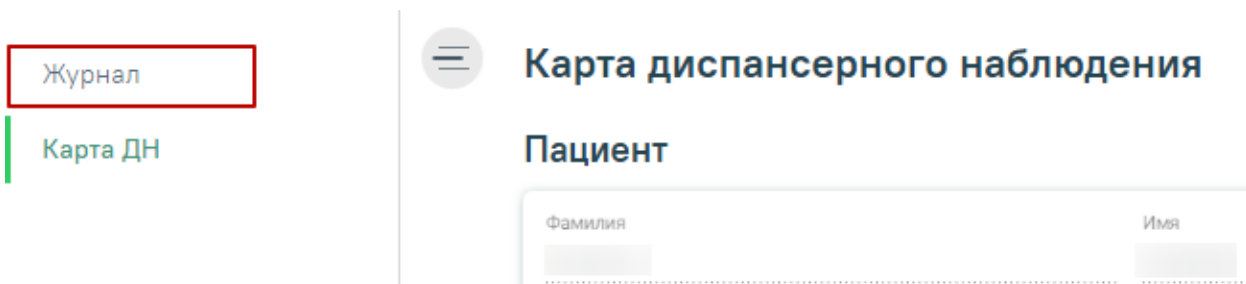 Журнал
Карта ДН
Карта диспансерного наблюдения
Пациент
Фамилия
Имя